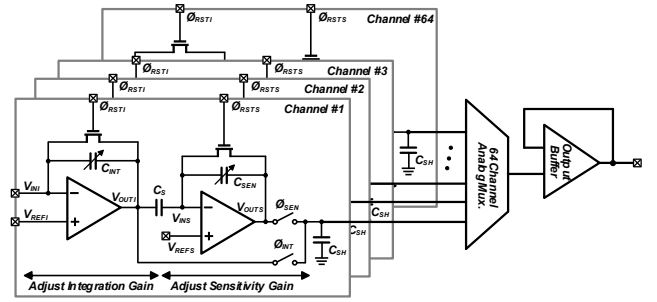 Ø_RSTI
Ø_RSTS
Channel #64
Ø_RSTI
Ø_RSTS
Channel #3
Ø_RSTI
Ø_RSTS
Channel #2
Ø_RSTI
Ø_RSTS
Channel #1
C_INT
C_SEN
V_INI
V_REFI
V_OUTI
C_S
V_INS
V_REFS
V_OUTS
Ø_SEN
Ø_INT
C_SH
C_SH
C_SH
C_SH
64 Channel
Analog Mux.
Output
Buffer
Adjust Integration Gain
Adjust Sensitivity Gain